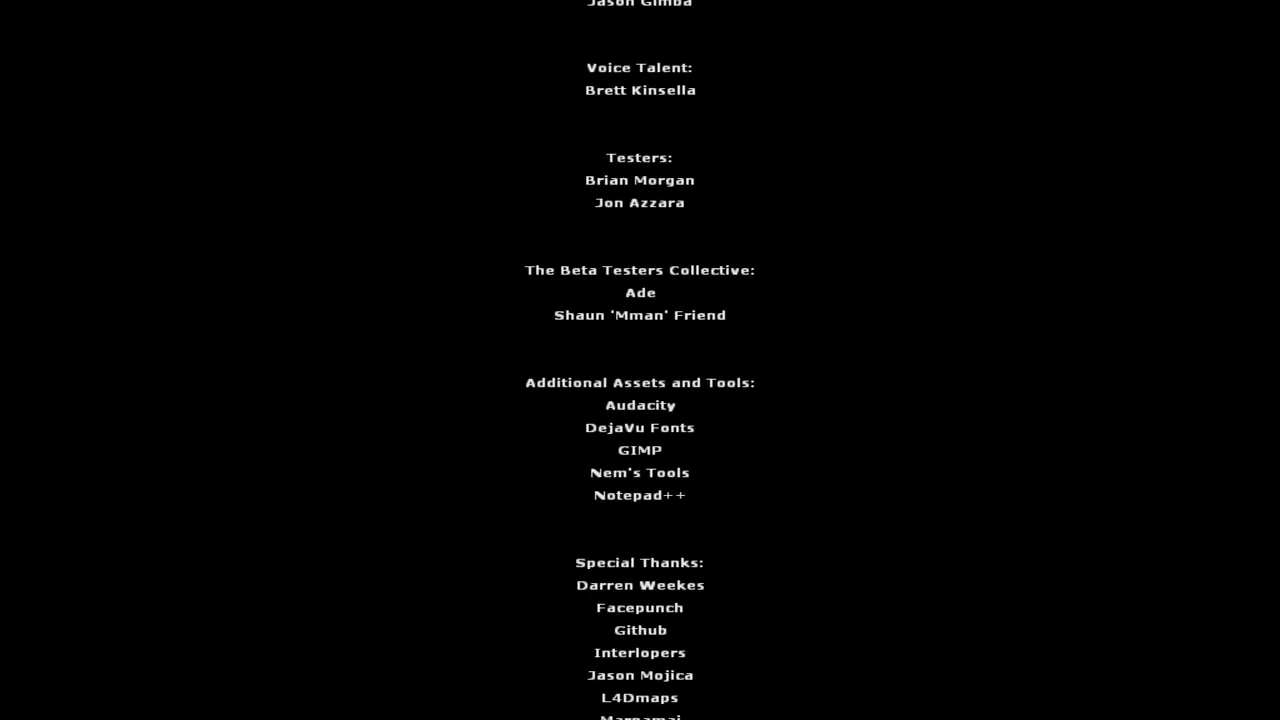 Jason Gimba
Voice Talent:
Brett Kinsella
Testers:
Brian Morgan
Jon Azzara
The Beta Testers Collective:
Ade
Shaun 'Mman' Friend
Additional Assets and Tools:
Audacity
DejaVu Fonts
GIMP
Nem's Tools
Notepad++
Special Thanks:
Darren Weekes
Facepunch
Github
Interlopers
Jason Mojica
L4Dmaps